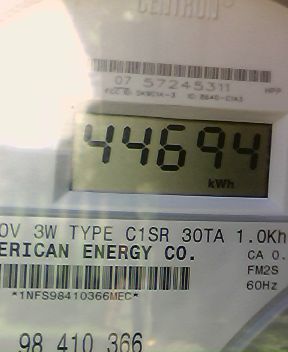 CENTRON®
07 57245311
HPP
44694
kWh
0V 3W TYPE C1SR 30TA 1.0Kh
ERICAN ENERGY CO.
CA 0.
FM2S
60Hz
*1NFS98410366MEC*
98 410 366